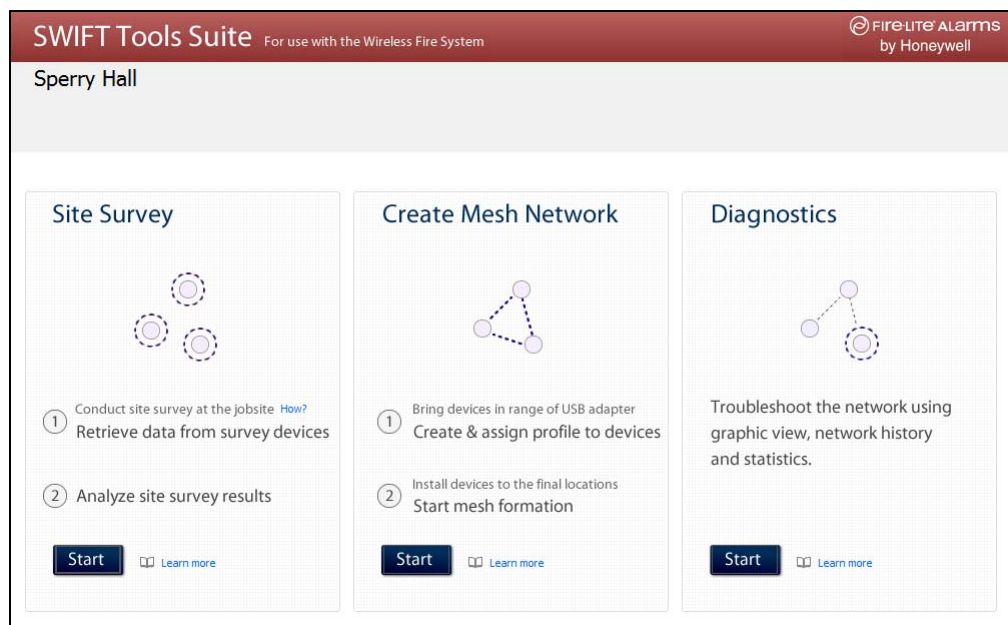 SWIFT Tools Suite For use with the Wireless Fire System
FIRE•LITE® ALARMS
by Honeywell
Sperry Hall
Site Survey
1 Conduct site survey at the jobsite How?
Retrieve data from survey devices
2 Analyze site survey results
Start Learn more
Create Mesh Network
1 Bring devices in range of USB adapter
Create & assign profile to devices
2 Install devices to the final locations
Start mesh formation
Start Learn more
Diagnostics
Troubleshoot the network using
graphic view, network history
and statistics.
Start Learn more